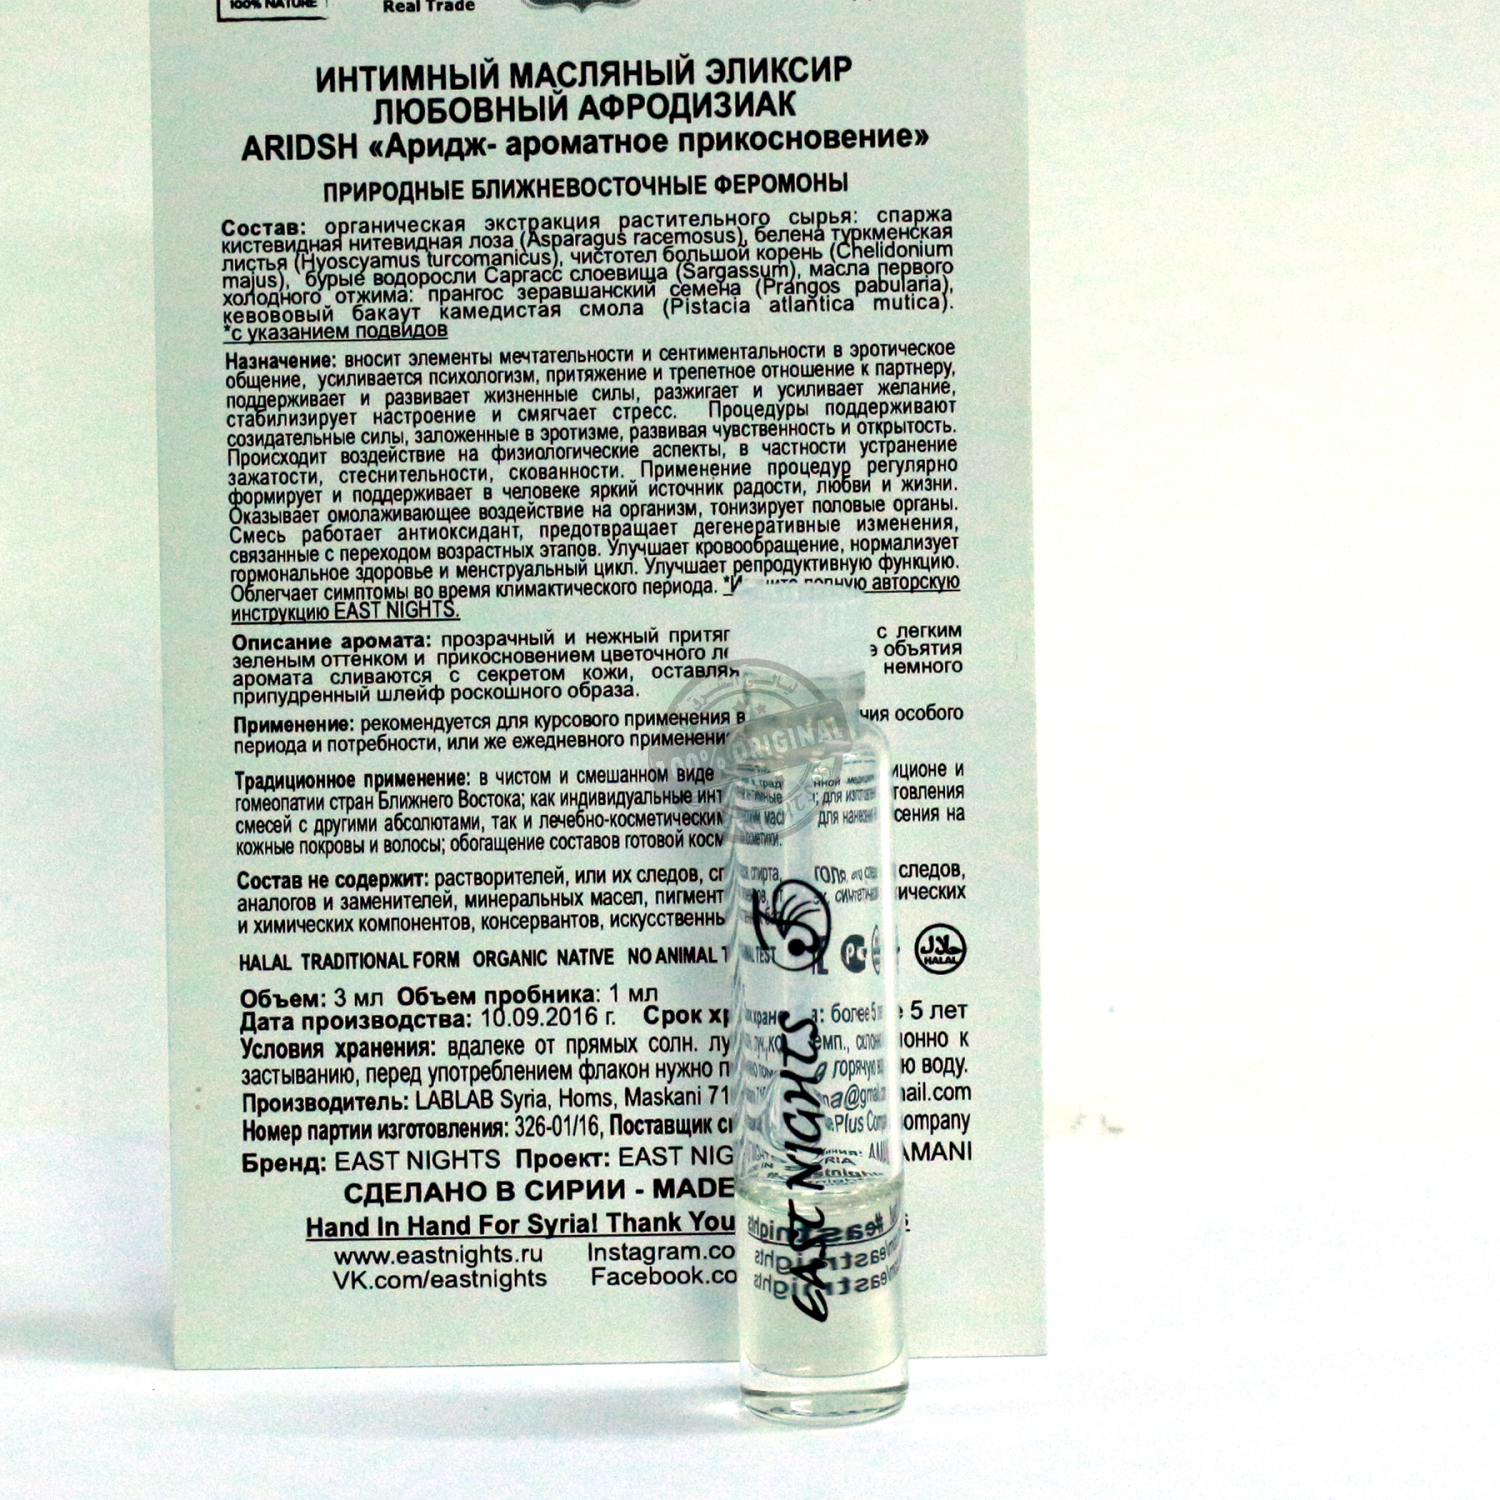 100% NATURE
Real Trade
ИНТИМНЫЙ МАСЛЯНЫЙ ЭЛИКСИР
ЛЮБОВНЫЙ АФРОДИЗИАК
ARIDSH «Аридж- ароматное прикосновение»
ПРИРОДНЫЕ БЛИЖНЕВОСТОЧНЫЕ ФЕРОМОНЫ
Состав: органическая экстракция растительного сырья: спаржа
кистевидная нитевидная лоза (Asparagus racemosus), белена туркменская
листья (Hyoscyamus turcomanicus), чистотел большой корень (Chelidonium
majus), бурые водоросли Саргасс слоевища (Sargassum), масла первого
холодного отжима: прангос зеравшанский семена (Prangos pabularia),
кевововый бакаут камедистая смола (Pistacia atlantica mutica).
*с указанием подвидов
Назначение: вносит элементы мечтательности и сентиментальности в эротическое
общение, усиливается психологизм, притяжение и трепетное отношение к партнеру,
поддерживает и развивает жизненные силы, разжигает и усиливает желание,
стабилизирует настроение и смягчает стресс. Процедуры поддерживают
созидательные силы, заложенные в эротизме, развивая чувственность и открытость.
Происходит воздействие на физиологические аспекты, в частности устранение
зажатости, стеснительности, скованности. Применение процедур регулярно
формирует и поддерживает в человеке яркий источник радости, любви и жизни.
Оказывает омолаживающее воздействие на организм, тонизирует половые органы.
Смесь работает антиоксидант, предотвращает дегенеративные изменения,
связанные с переходом возрастных этапов. Улучшает кровообращение, нормализует
гормональное здоровье и менструальный цикл. Улучшает репродуктивную функцию.
Облегчает симптомы во время климактического периода. полную авторскую
инструкцию EAST NIGHTS.
Описание аромата: прозрачный и нежный с легким
зеленым оттенком и прикосновением цветочного объятия
аромата сливаются с секретом кожи, немного
припудренный шлейф роскошного образа.
Применение: рекомендуется для курсового применения в особого
периода и потребности, или же ежедневного
Традиционное применение: в чистом и смешанном виде и
гомеопатии стран Ближнего Востока; как индивидуальные
смесей с другими абсолютами, так и лечебно-косметическим для на
кожные покровы и волосы; обогащение составов готовой
Состав не содержит: растворителей, или их следов, спирта, следов,
аналогов и заменителей, минеральных масел,
и химических компонентов, консервантов,
HALAL TRADITIONAL FORM ORGANIC NATIVE NO ANIMAL TEST
PC
حلال
HALAL
Объем: 3 мл Объем пробника: 1 мл
Дата производства: 10.09.2016 г. Срок более 5 лет
Условия хранения: вдалеке от прямых солн. к
застыванию, перед употреблением флакон нужно горячую воду.
Производитель: LABLAB Syria, Homs, Maskani
Номер партии изготовления: 326-01/16, Поставщик Company
Бренд: EAST NIGHTS Проект: EAST AMANI
СДЕЛАНО В СИРИИ - MADE
Hand In Hand For Syria! Thank You
www.eastnights.ru Instagram.co
VK.com/eastnights Facebook.co
100% ORIGINAL
EAST NIGHTS